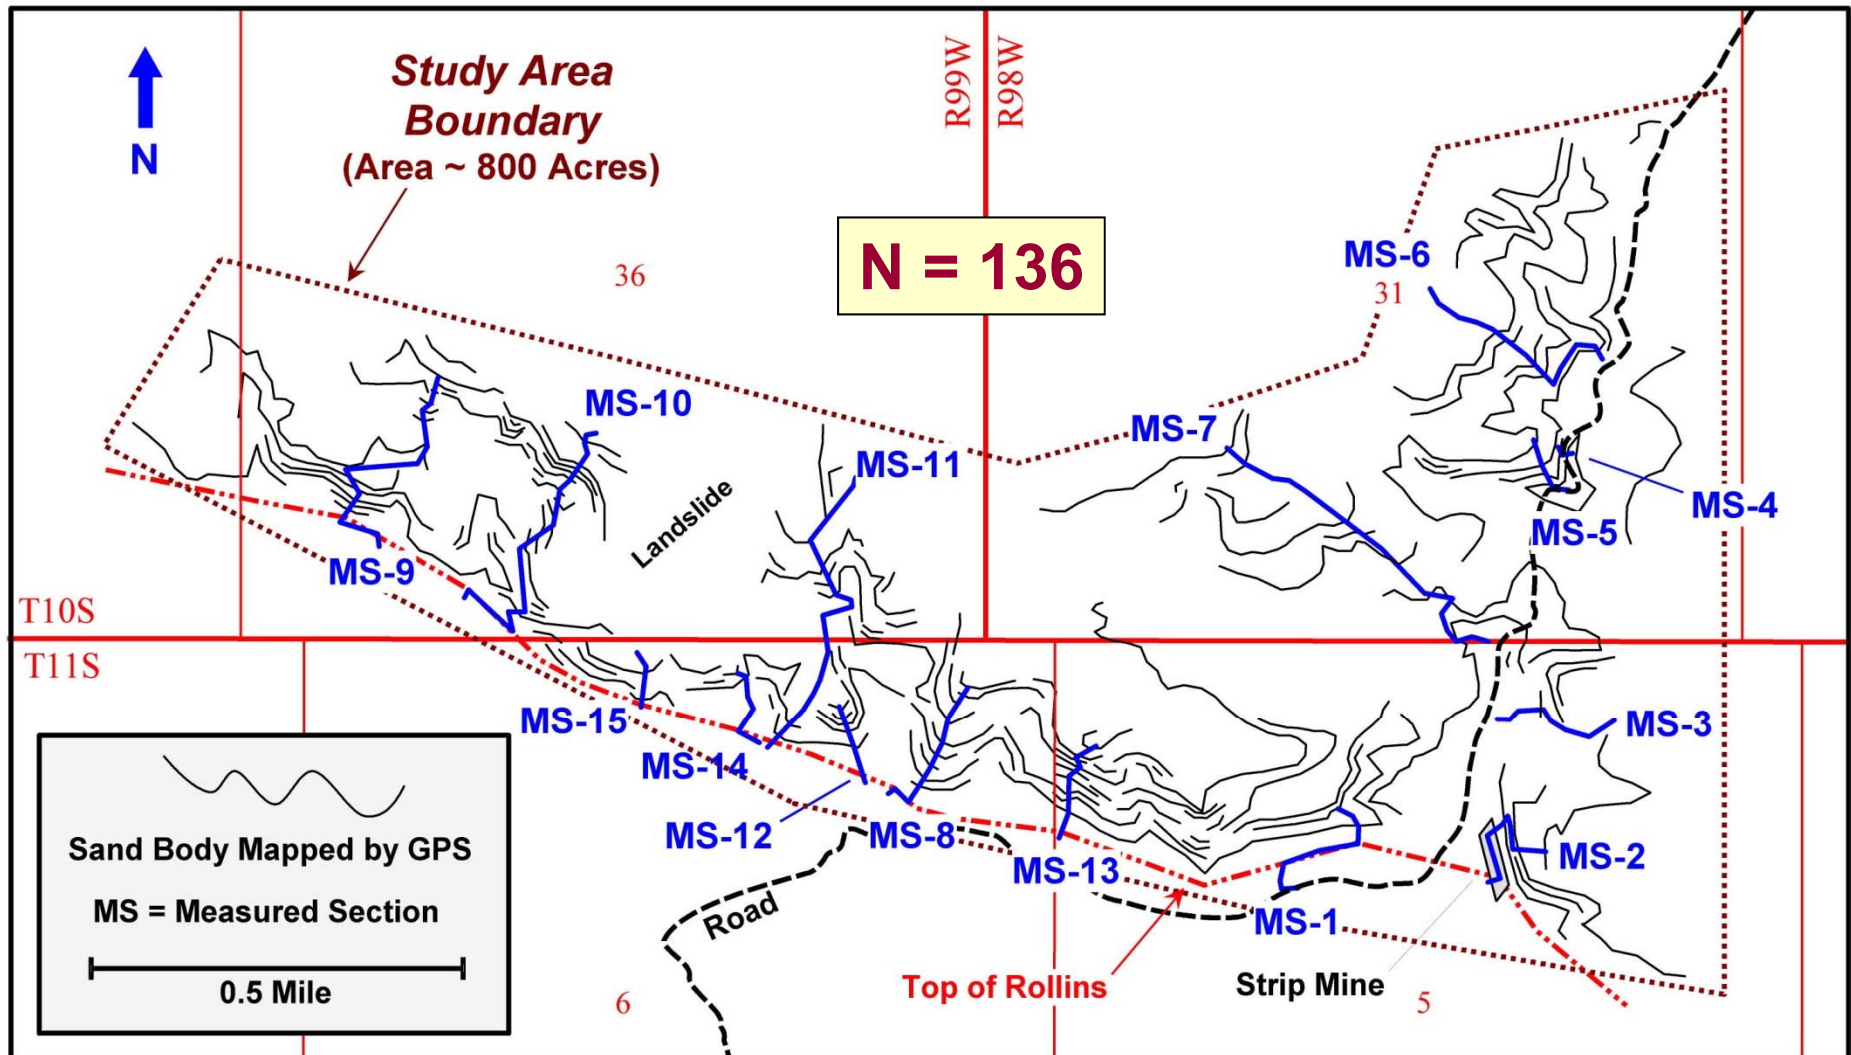 Study Area
Boundary
(Area ~ 800 Acres)
N
R99W
R98W
N = 136
36
31
MS-6
MS-10
MS-7
MS-11
MS-4
MS-5
Landslide
MS-9
T10S
T11S
MS-15
MS-3
MS-14
MS-12
MS-8
MS-13
MS-2
MS-1
Road
Top of Rollins
Strip Mine
6
5
Sand Body Mapped by GPS
MS = Measured Section
0.5 Mile